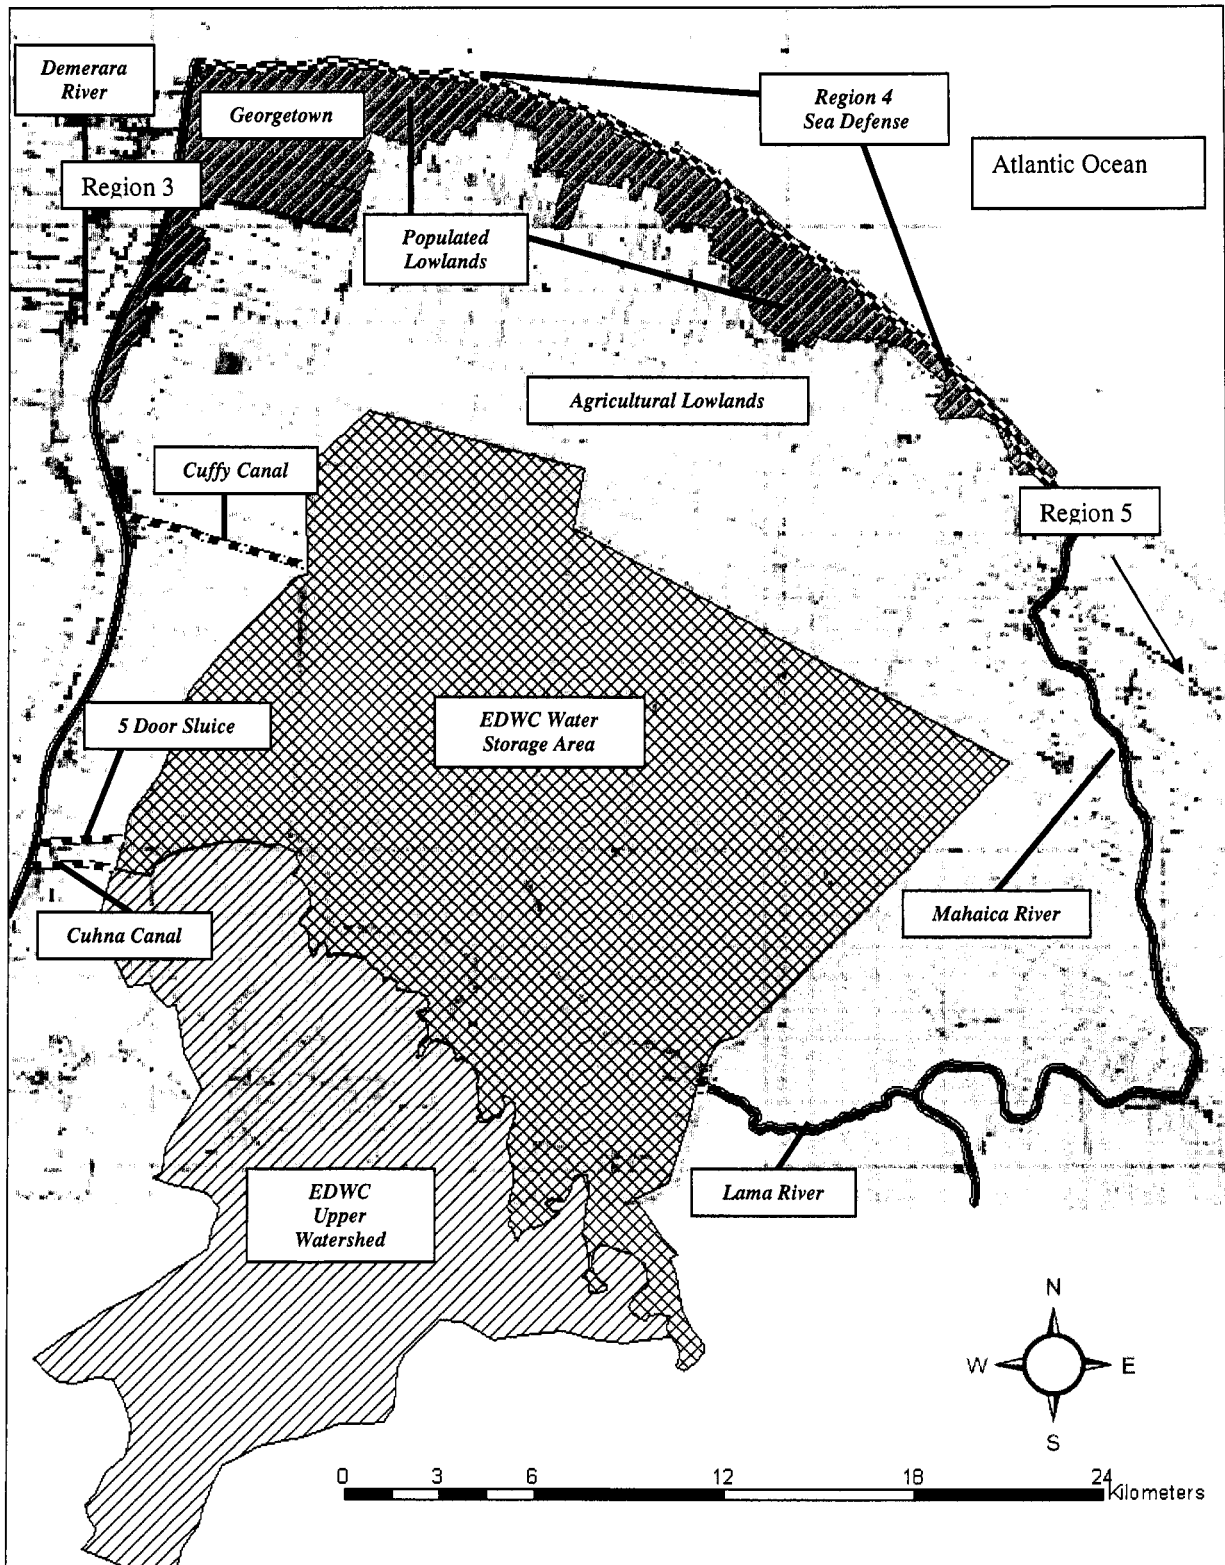 Demerara
River
Georgetown
Region 4
Sea Defense
Atlantic Ocean
Region 3
Populated
Lowlands
Agricultural Lowlands
Cuffy Canal
Region 5
5 Door Sluice
EDWC Water
Storage Area
Cuhna Canal
Mahaica River
EDWC
Upper
Watershed
Lama River
N
W
E
S
0 3 6 12 18 24
Kilometers